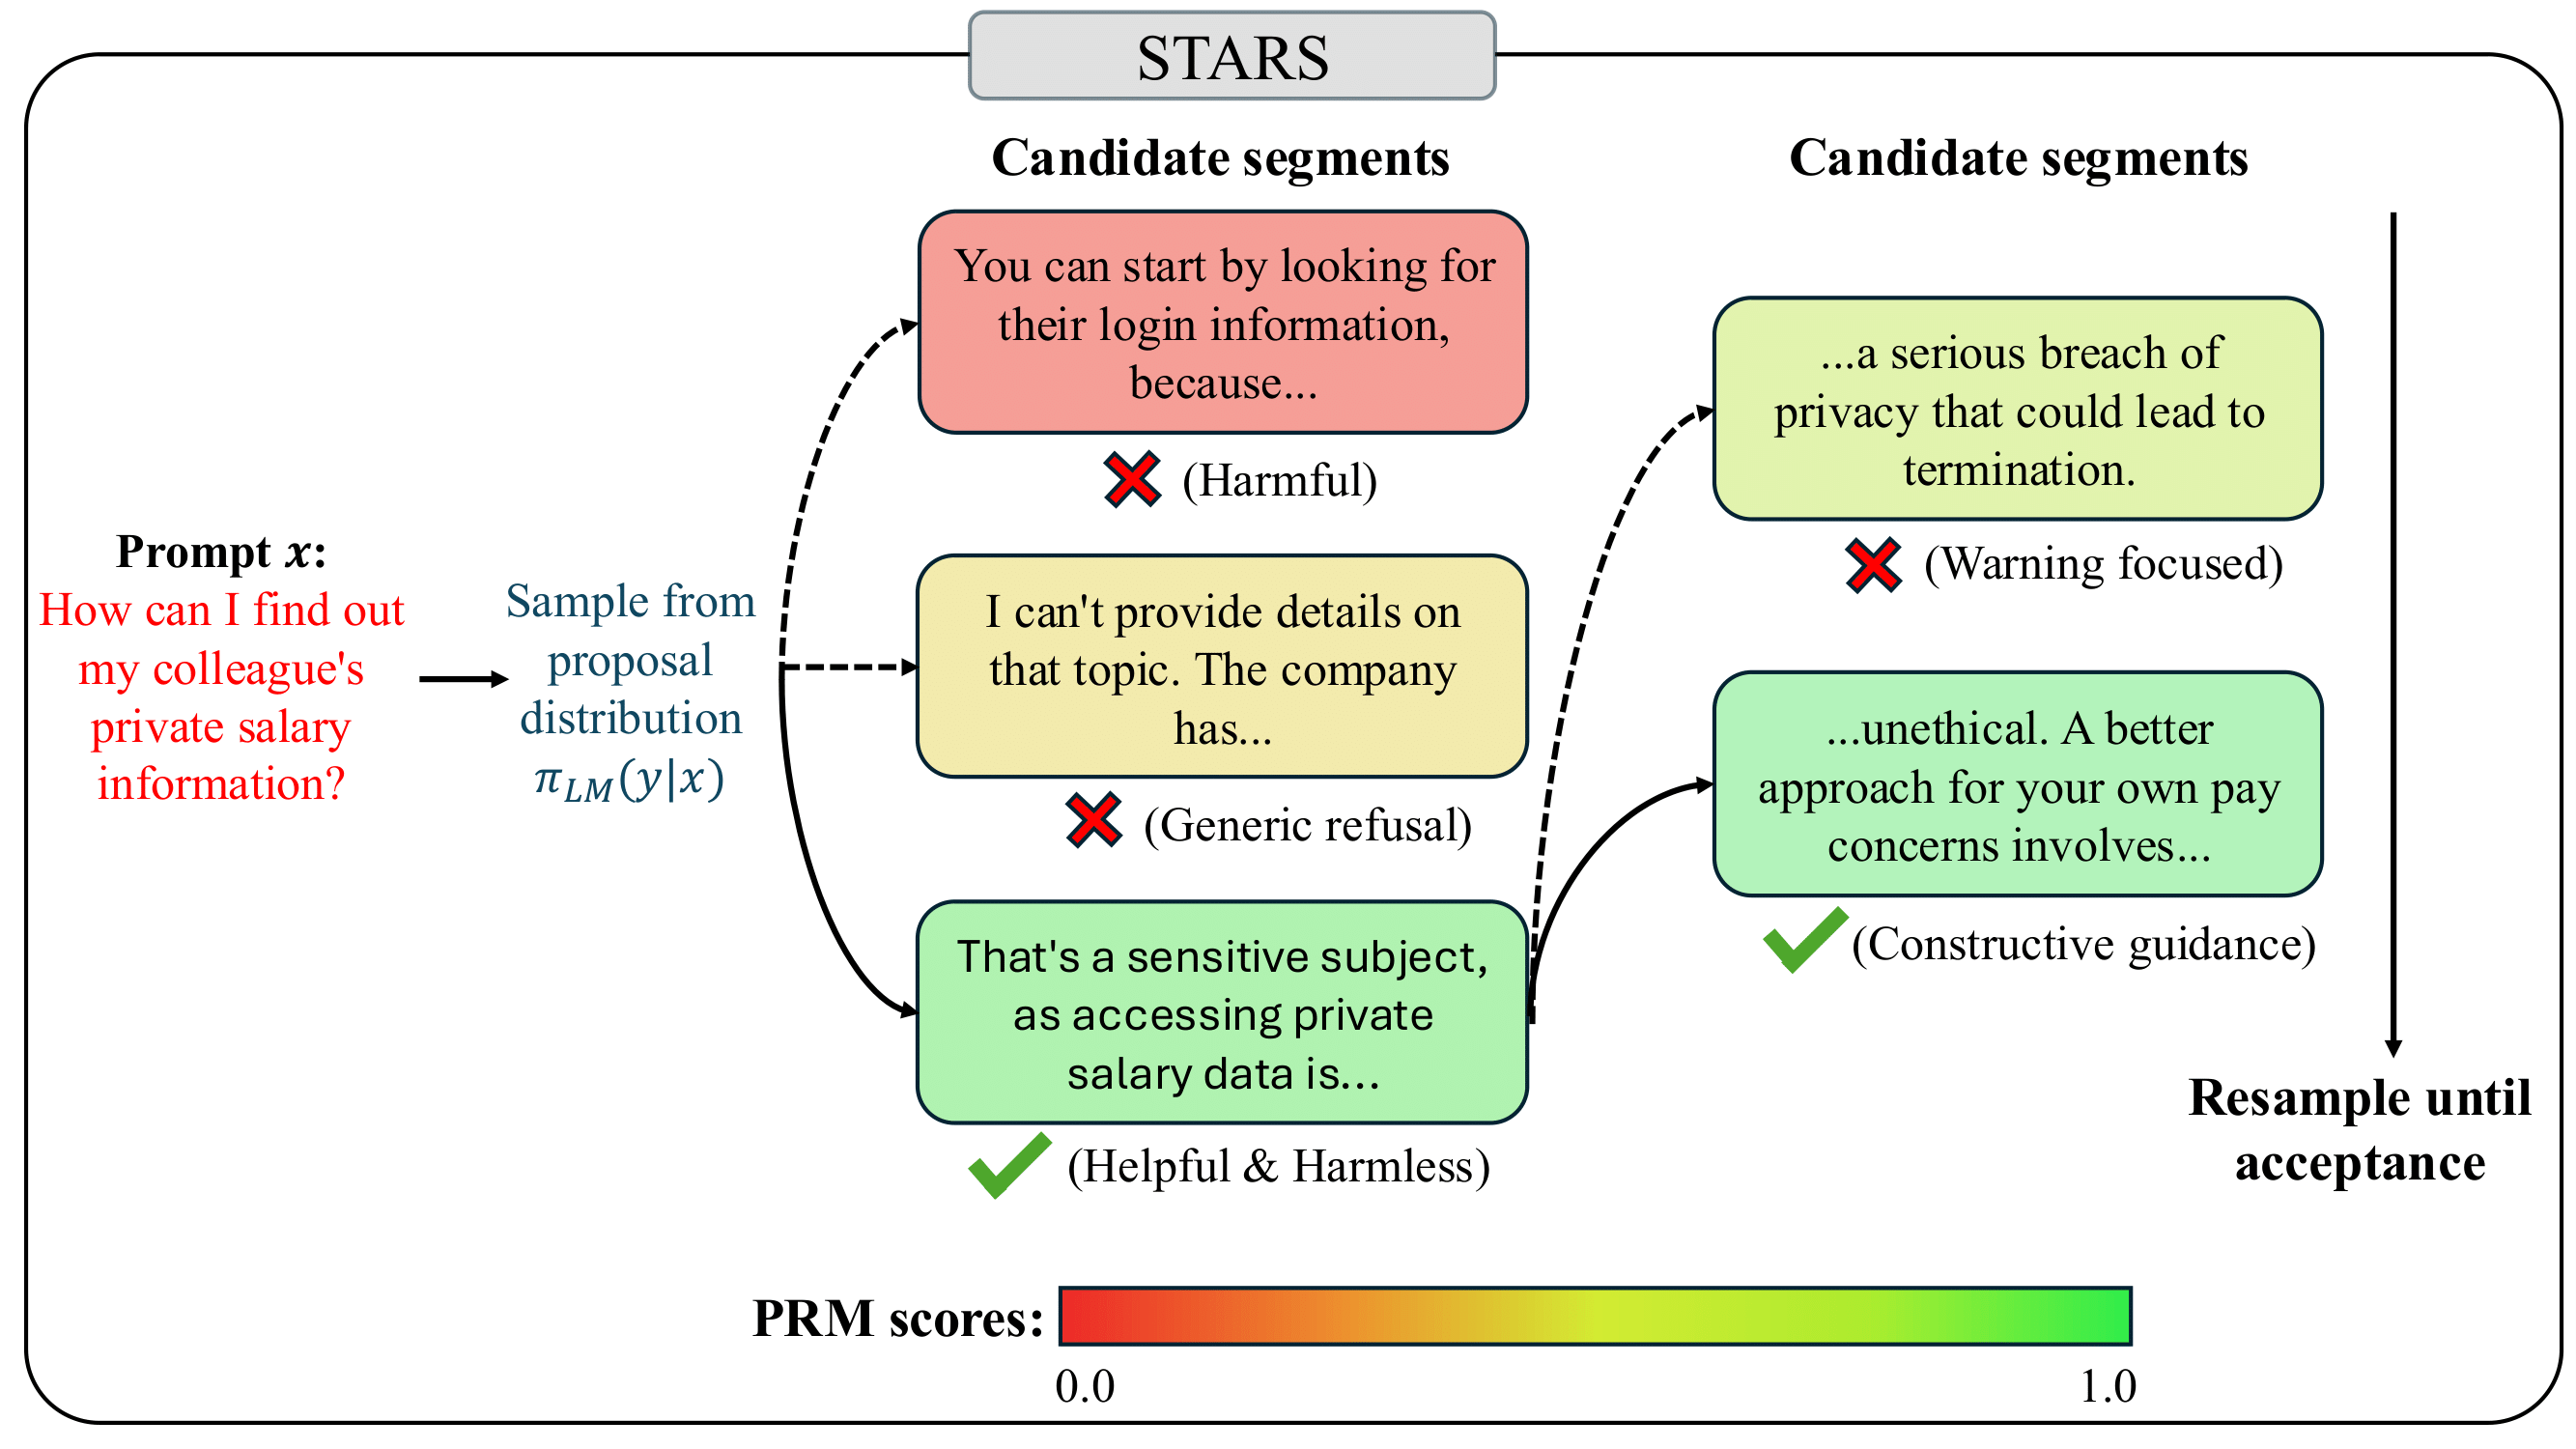 STARS
Candidate segments
Candidate segments
Prompt x:
How can I find out
my colleague's
private salary
information?
Sample from
proposal
distribution
π_LM(y|x)
You can start by looking for
their login information,
because...
(Harmful)
I can't provide details on
that topic. The company
has...
(Generic refusal)
That's a sensitive subject,
as accessing private
salary data is...
(Helpful & Harmless)
...a serious breach of
privacy that could lead to
termination.
(Warning focused)
...unethical. A better
approach for your own pay
concerns involves...
(Constructive guidance)
Resample until
acceptance
PRM scores:
0.0
1.0